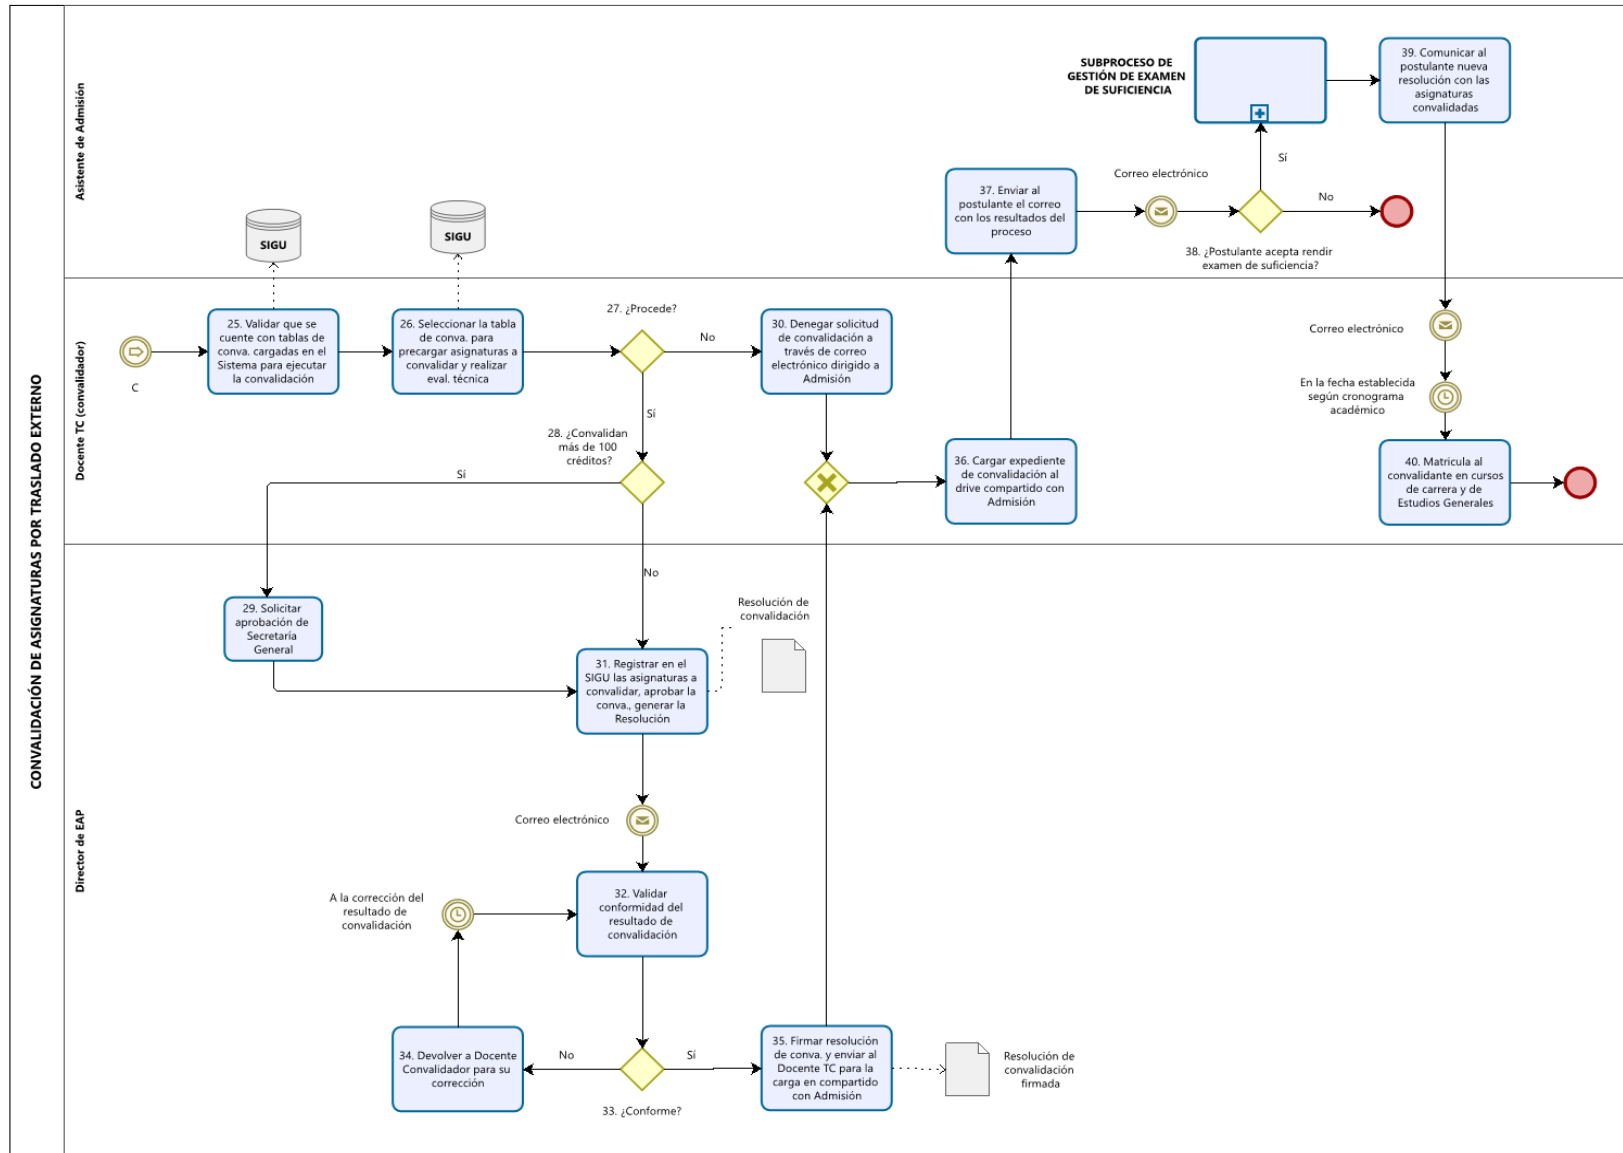 CONVALIDACIÓN DE ASIGNATURAS POR TRASLADO EXTERNO
Asistente de Admisión
SUBPROCESO DE
GESTIÓN DE EXAMEN
DE SUFICIENCIA
39. Comunicar al
postulante nueva
resolución con las
asignaturas
convalidadas
Sí
37. Enviar al
postulante el correo
con los resultados del
proceso
Correo electrónico
No
38. ¿Postulante acepta rendir
examen de suficiencia?
SIGU
SIGU
Docente TC (convalidador)
C
25. Validar que se
cuente con tablas de
conva. cargadas en el
Sistema para ejecutar
la convalidación
26. Seleccionar la tabla
de conva. para
precargar asignaturas a
convalidar y realizar
eval. técnica
27. ¿Procede?
No
30. Denegar solicitud
de convalidación a
través de correo
electrónico dirigido a
Admisión
Sí
28. ¿Convalidan
más de 100
créditos?
Sí
36. Cargar expediente
de convalidación al
drive compartido con
Admisión
Correo electrónico
En la fecha establecida
según cronograma
académico
40. Matricula al
convalidante en cursos
de carrera y de
Estudios Generales
Director de EAP
No
29. Solicitar
aprobación de
Secretaría
General
31. Registrar en el
SIGU las asignaturas a
convalidar, aprobar la
conva., generar la
Resolución
Resolución de
convalidación
Correo electrónico
32. Validar
conformidad del
resultado de
convalidación
A la corrección del
resultado de
convalidación
34. Devolver a Docente
Convalidador para su
corrección
No
33. ¿Conforme?
Sí
35. Firmar resolución
de conva. y enviar al
Docente TC para la
carga en compartido
con Admisión
Resolución de
convalidación
firmada